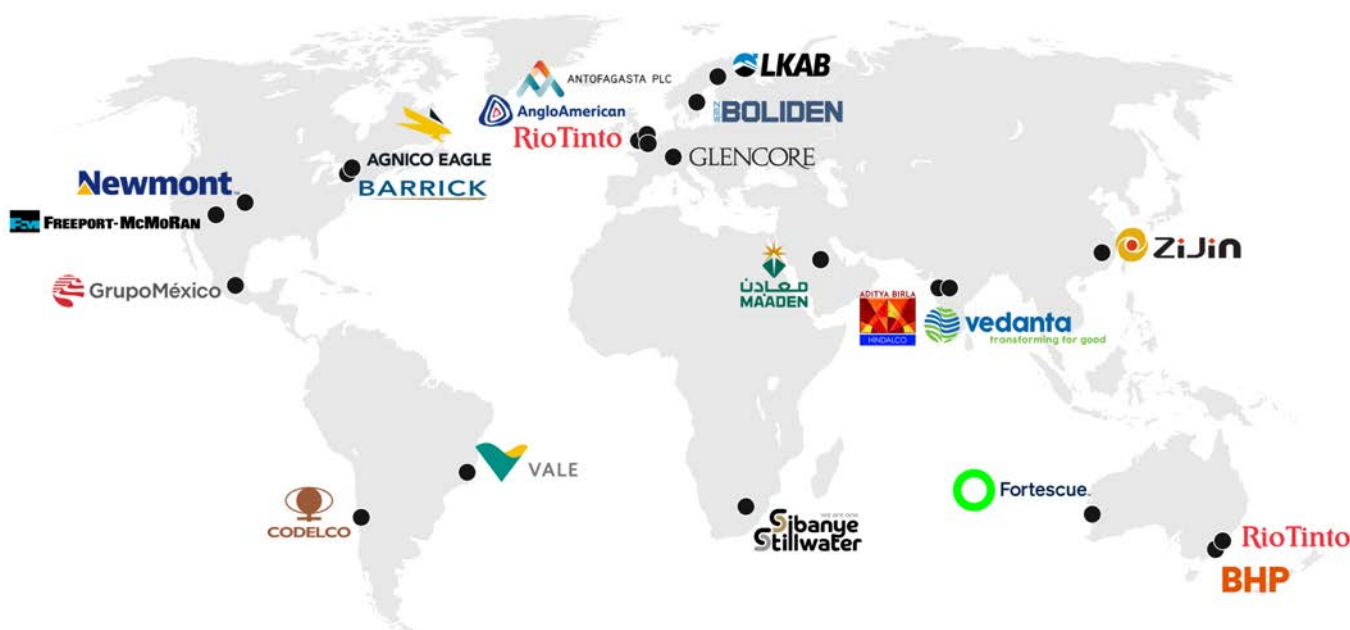 LKAB
ANTOFAGASTA PLC
AngloAmerican
BOLIDEN
RioTinto
GLENCORE
AGNICO EAGLE
BARRICK
Newmont
FCX FREEPORT-McMoRAN
GrupoMéxico
ZiJin
معادن
MA'ADEN
ADITYA BIRLA
HINDALCO
vedanta
transforming for good
VALE
CODELCO
we are one
Sibanye
Stillwater
Fortescue
RioTinto
BHP